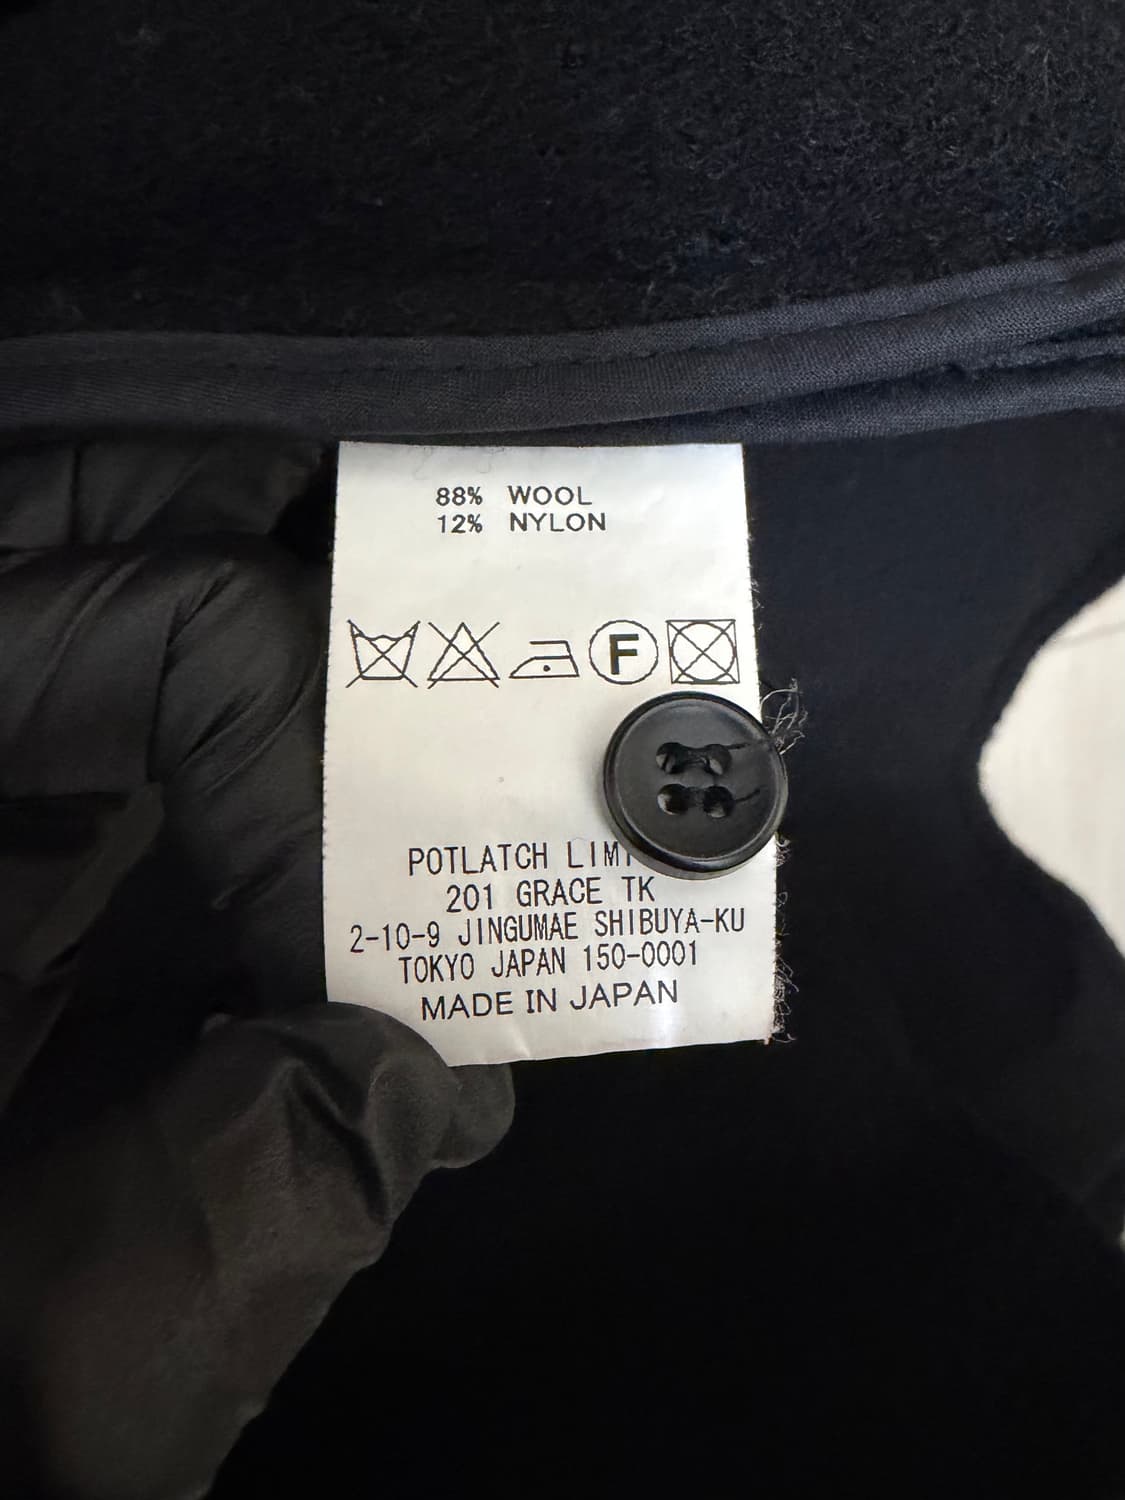 88% WOOL
12% NYLON
F
POTLATCH
201 GRACE TK
2-10-9 JINGUMAE SHIBUYA-KU
TOKYO JAPAN 150-0001
MADE IN JAPAN